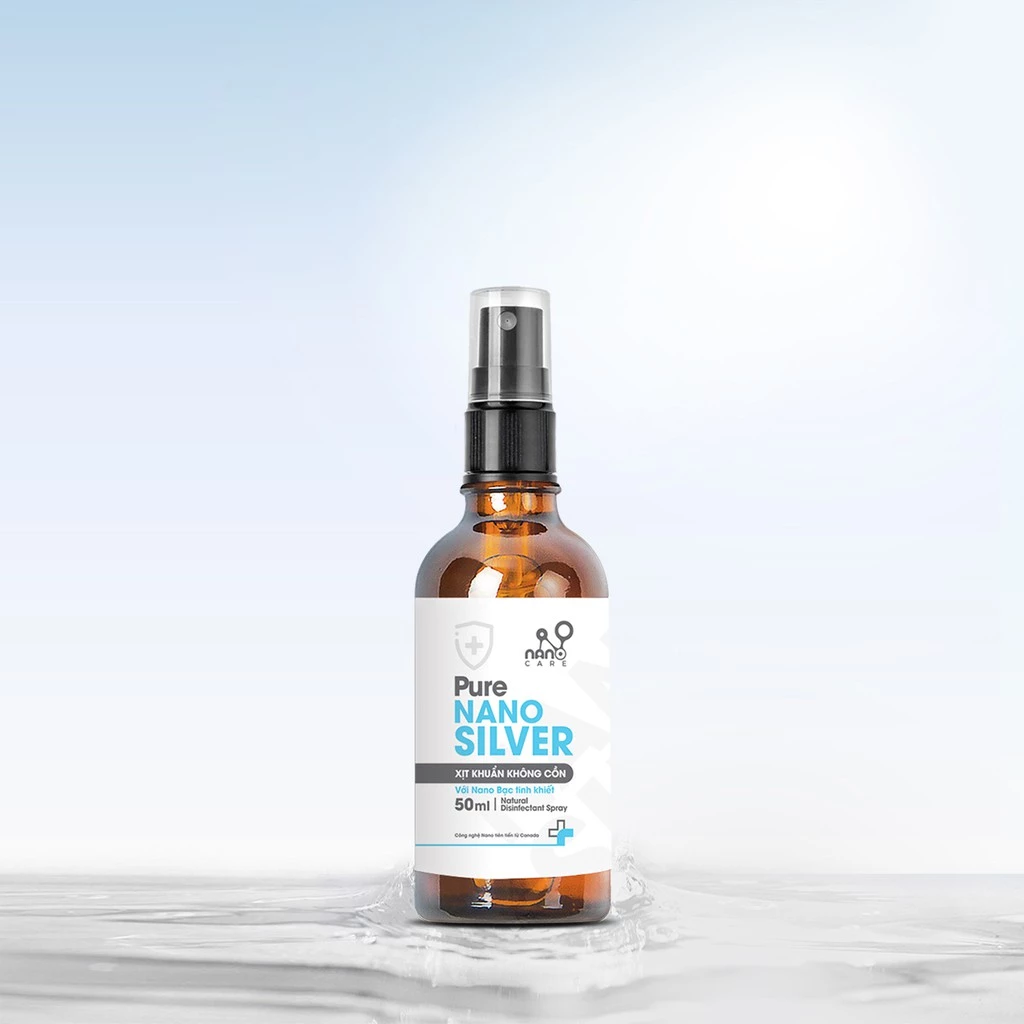 nano
CARE
Pure
NANO
SILVER
XỊT KHUẨN KHÔNG CỒN
Với Nano Bạc tinh khiết
50ml | Natural
Disinfectant Spray
Công nghệ Nano tiên tiến từ Canada